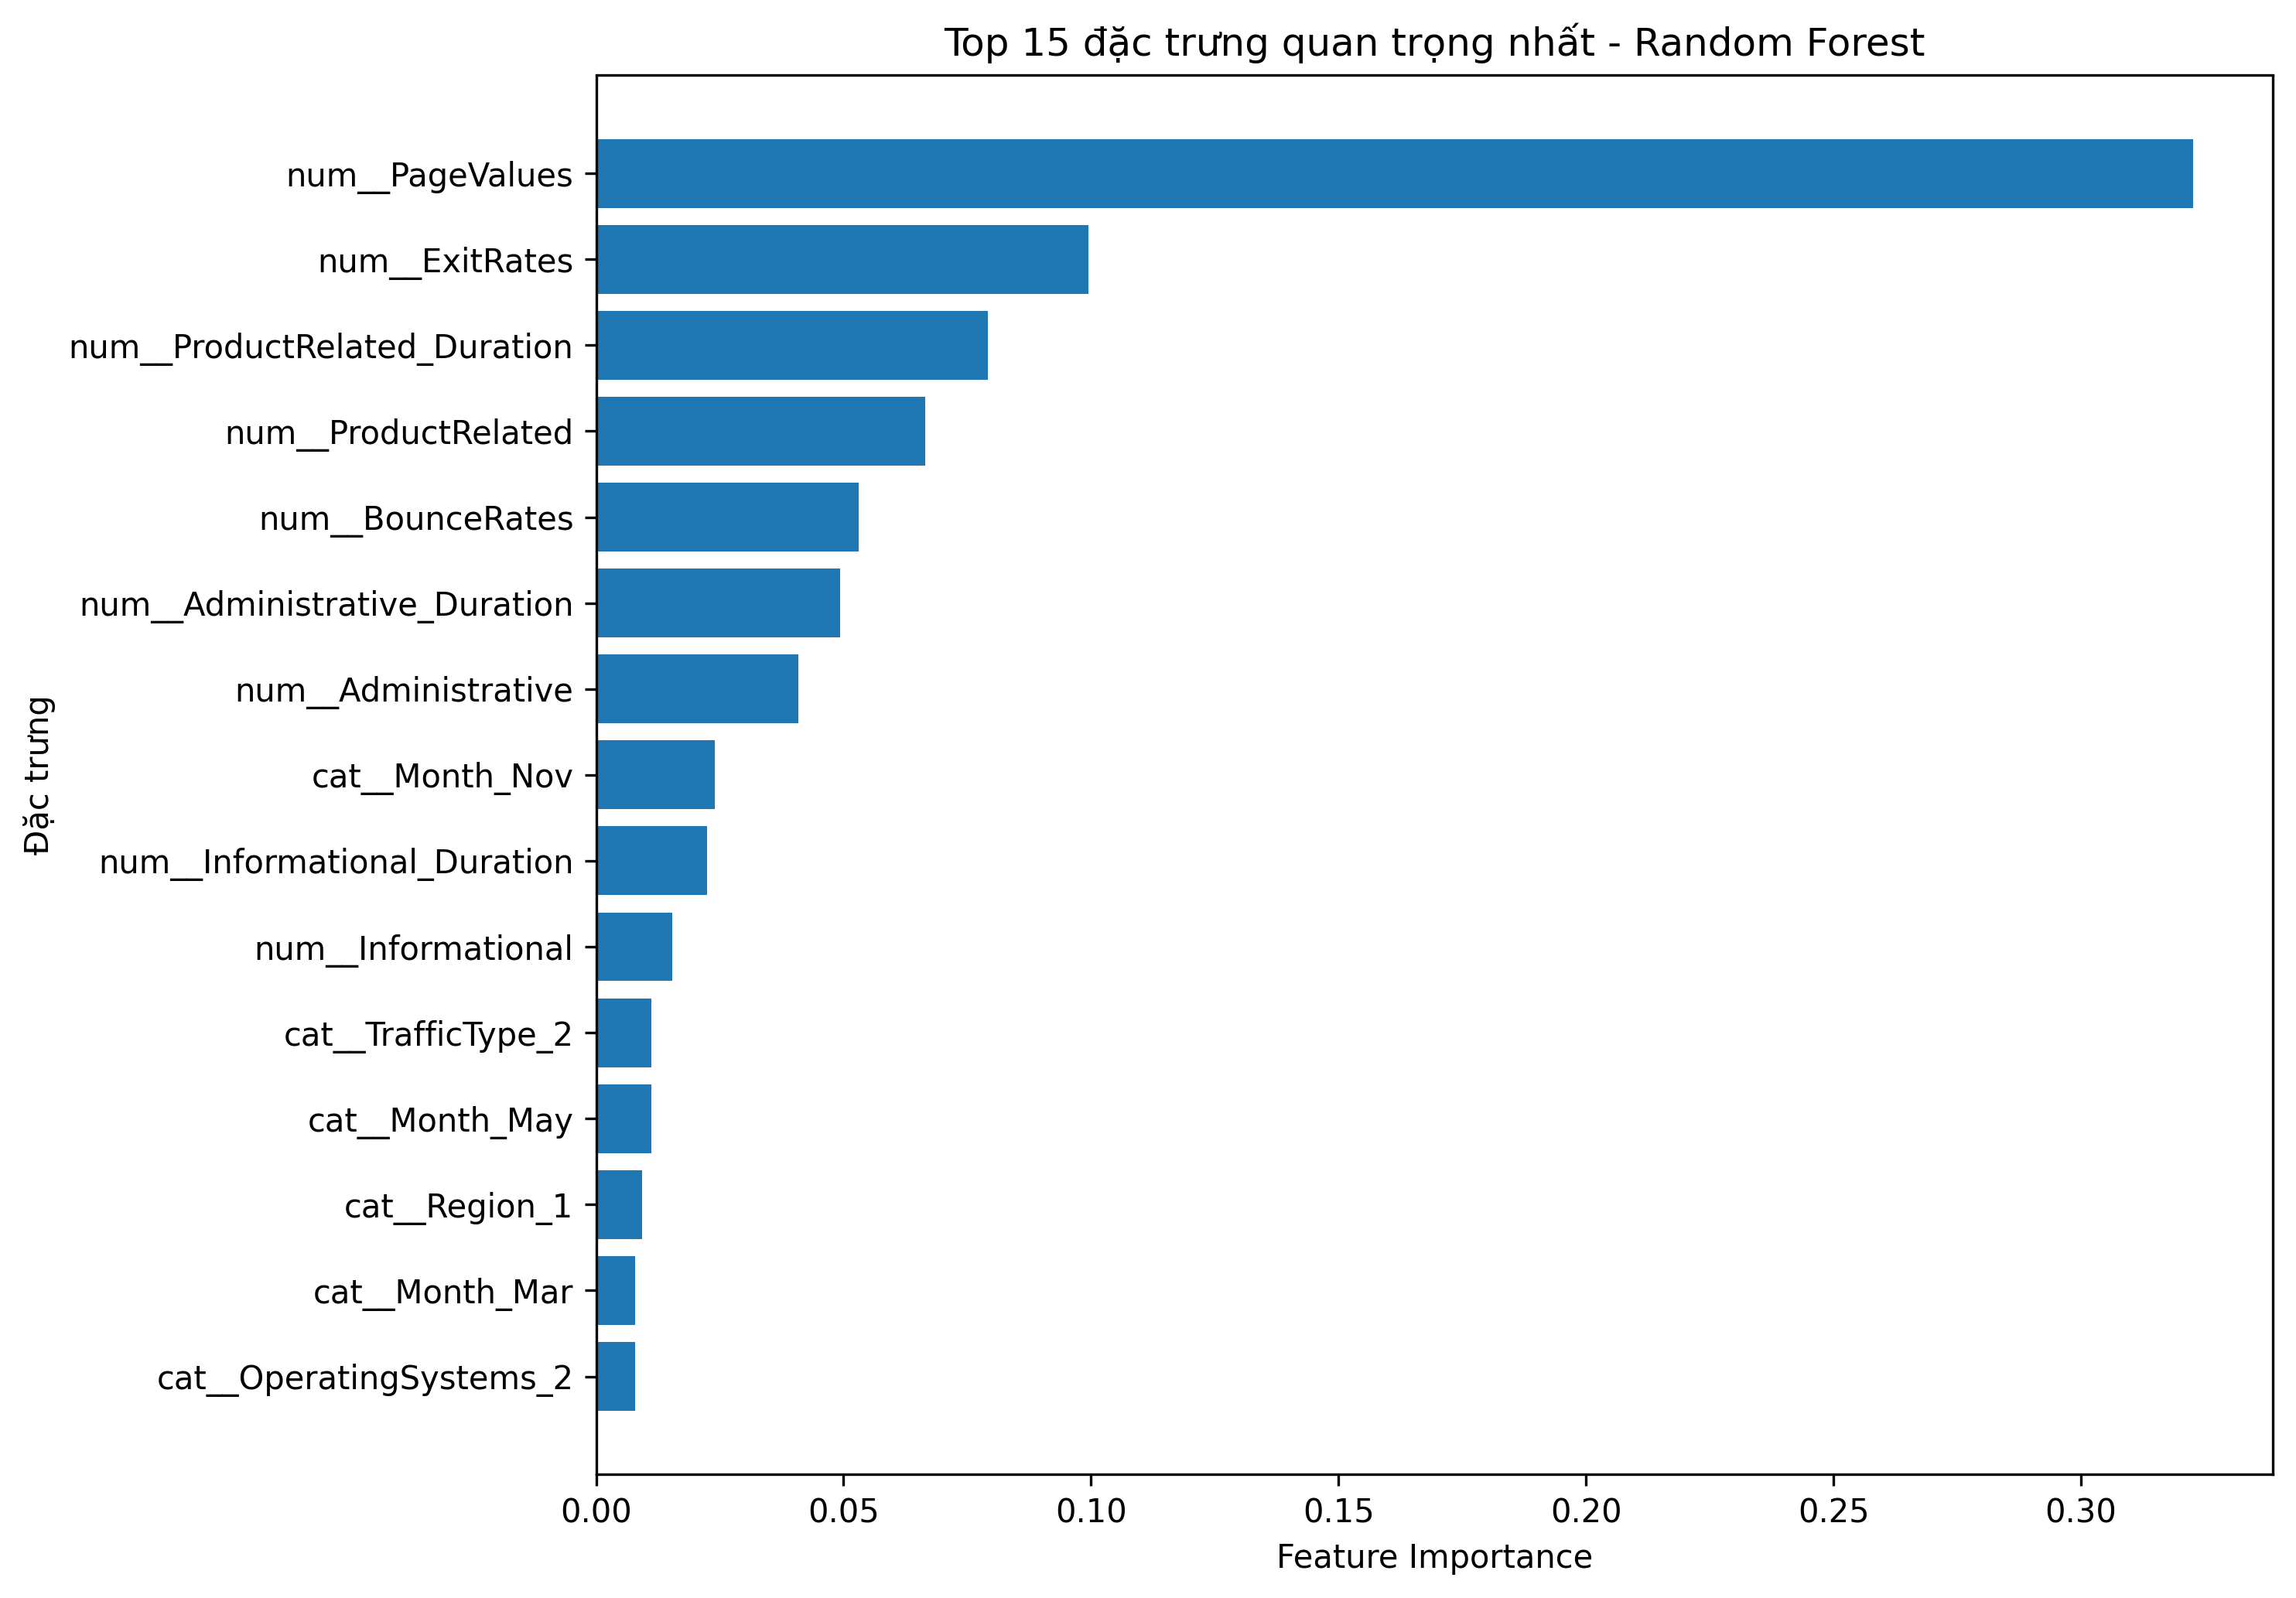 Top 15 đặc trưng quan trọng nhất - Random Forest
num__PageValues
num__ExitRates
num__ProductRelated_Duration
num__ProductRelated
num__BounceRates
num__Administrative_Duration
num__Administrative
cat__Month_Nov
num__Informational_Duration
num__Informational
cat__TrafficType_2
cat__Month_May
cat__Region_1
cat__Month_Mar
cat__OperatingSystems_2
Đặc trưng
0.00 0.05 0.10 0.15 0.20 0.25 0.30
Feature Importance